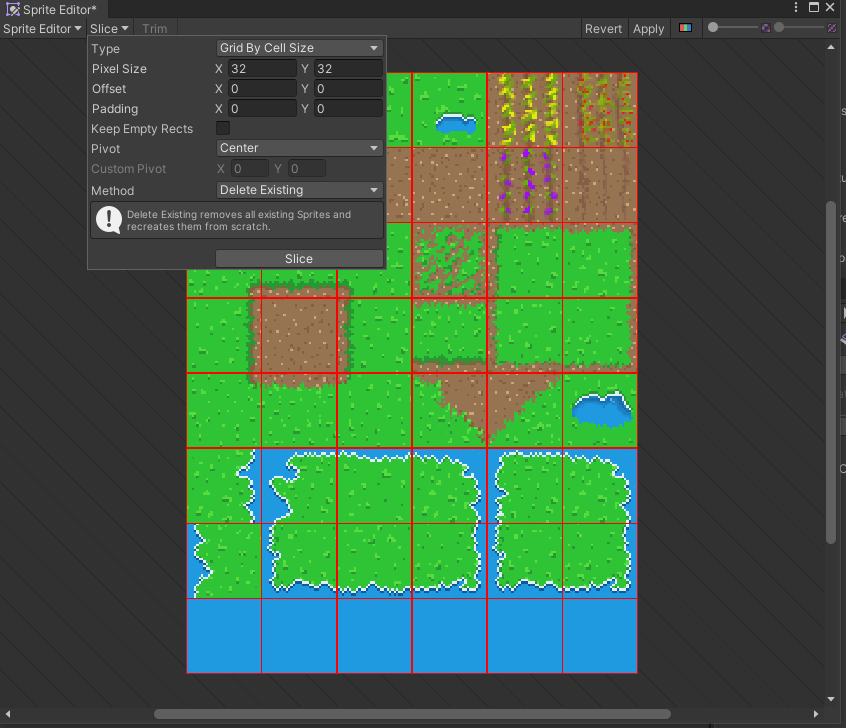 Sprite Editor*
Sprite Editor Slice Trim Revert Apply
Type Grid By Cell Size
Pixel Size X 32 Y 32
Offset X 0 Y 0
Padding X 0 Y 0
Keep Empty Rects
Pivot Center
Custom Pivot X 0 Y 0
Method Delete Existing
Delete Existing removes all existing Sprites and
recreates them from scratch.
Slice